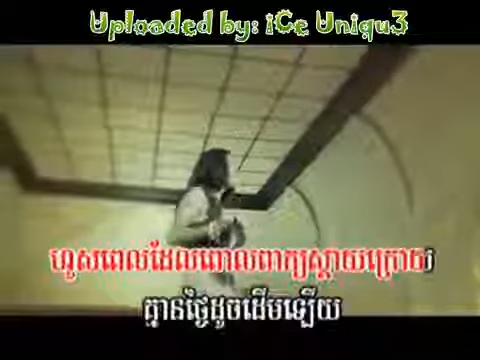 Uploaded by: iCe Uniqu3
ហួសពេលដែលពោលពាក្យស្ដាយក្រោយ
គ្មានថ្ងៃដូចដើមឡើយ